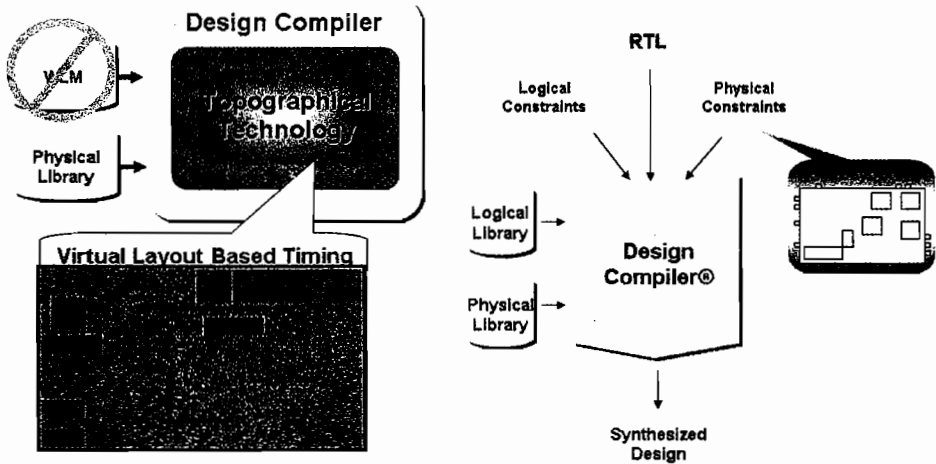 Design Compiler
WLM
Topographical
Technology
Physical
Library
Virtual Layout Based Timing
RTL
Logical
Constraints
Physical
Constraints
Logical
Library
Design
Compiler®
Physical
Library
Synthesized
Design